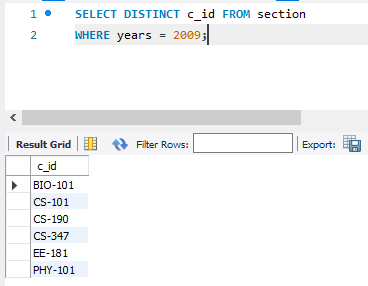 1 SELECT DISTINCT c_id FROM section
2 WHERE years = 2009;
Result Grid Filter Rows: Export:
c_id
BIO-101
CS-101
CS-190
CS-347
EE-181
PHY-101